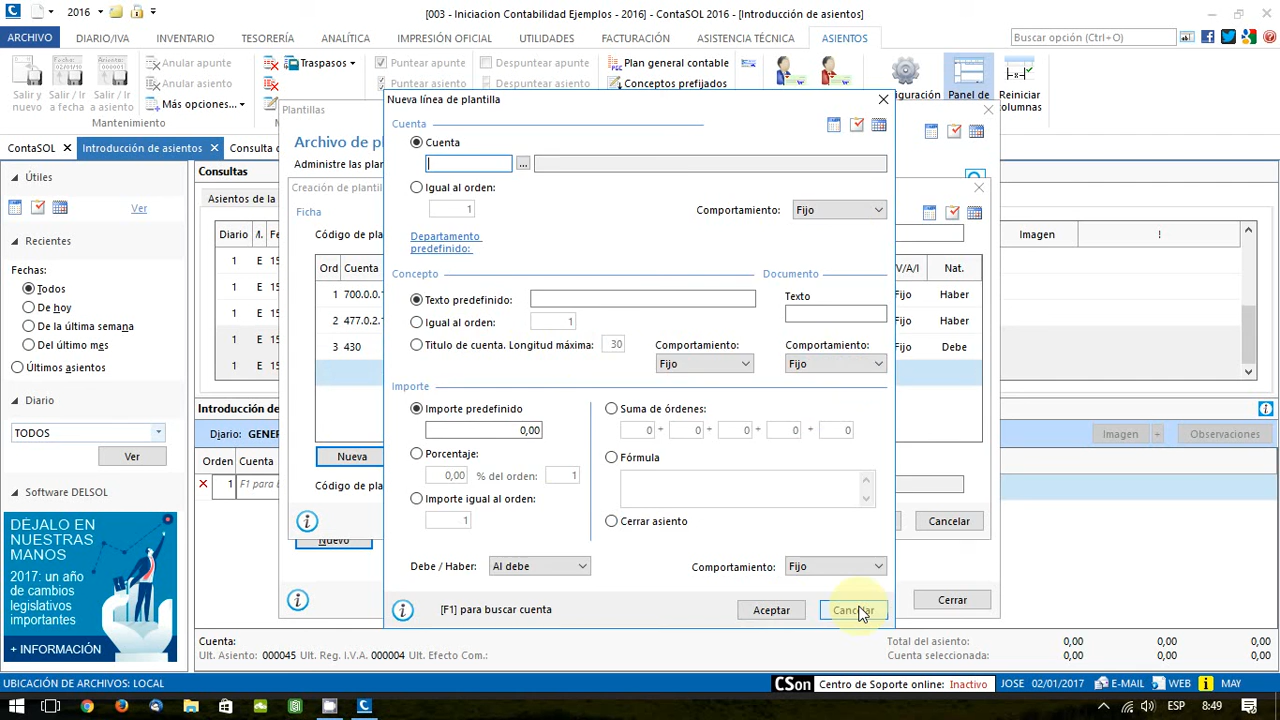 2016
[003 - Iniciacion Contabilidad Ejemplos - 2016] - ContaSOL 2016 - [Introducción de asientos]
ARCHIVO
DIARIO/IVA
INVENTARIO
TESORERÍA
ANALÍTICA
IMPRESIÓN OFICIAL
UTILIDADES
FACTURACIÓN
ASISTENCIA TÉCNICA
ASIENTOS
Buscar opción (Ctrl+O)
Salir y nuevo
Salir / Ir a fecha
Salir / Ir a asiento
Anular apunte
Anular asiento
Más opciones...
Mantenimiento
Traspasos
Puntear apunte
Puntear asiento
Despuntear apunte
Despuntear asiento
Plan general contable
Conceptos prefijados
Panel de
Reiniciar
ContaSOL
Introducción de asientos
Consulta d
Útiles
Ver
Recientes
Fechas:
Todos
De hoy
De la última semana
Del último mes
Últimos asientos
Diario
TODOS
Ver
Software DELSOL
DÉJALO EN NUESTRAS MANOS
2017: un año de cambios legislativos importantes
+ INFORMACIÓN
Consultas
Asientos de la
Diario
Imagen
!
1 E
1 E
1 E
1 E
1 E
Diario: GENER
Imagen
+
Observaciones
Orden Cuenta
1 F1 para b
Plantillas
Archivo de pl
Administre las plan
Creación de plantil
Ficha
Código de pla
Ord Cuenta
V/A/I Nat.
1 700.0.0.1
Fijo Haber
2 477.0.2.1
Fijo Haber
3 430
Fijo Debe
Nueva
Código de pla
Cancelar
Nuevo
Cerrar
Nueva línea de plantilla
Cuenta
Cuenta
...
Igual al orden:
1
Comportamiento: Fijo
Departamento predefinido:
Concepto
Documento
Texto predefinido:
Texto
Igual al orden:
1
Titulo de cuenta. Longitud máxima: 30
Comportamiento:
Comportamiento:
Fijo
Fijo
Importe
Importe predefinido
0,00
Suma de órdenes:
0 + 0 + 0 + 0 + 0
Porcentaje:
0,00 % del orden: 1
Fórmula
Importe igual al orden:
1
Cerrar asiento
Debe / Haber: Al debe
Comportamiento: Fijo
[F1] para buscar cuenta
Aceptar
Cancelar
Cuenta:
Ult. Asiento: 000045 Ult. Reg. I.V.A. 000004 Ult. Efecto Com.:
Total del asiento: 0,00 0,00 0,00
Cuenta seleccionada: 0,00 0,00 0,00
UBICACIÓN DE ARCHIVOS: LOCAL
CSon Centro de Soporte online: Inactivo
JOSE 02/01/2017
E-MAIL
WEB
MAY
ESP
8:49